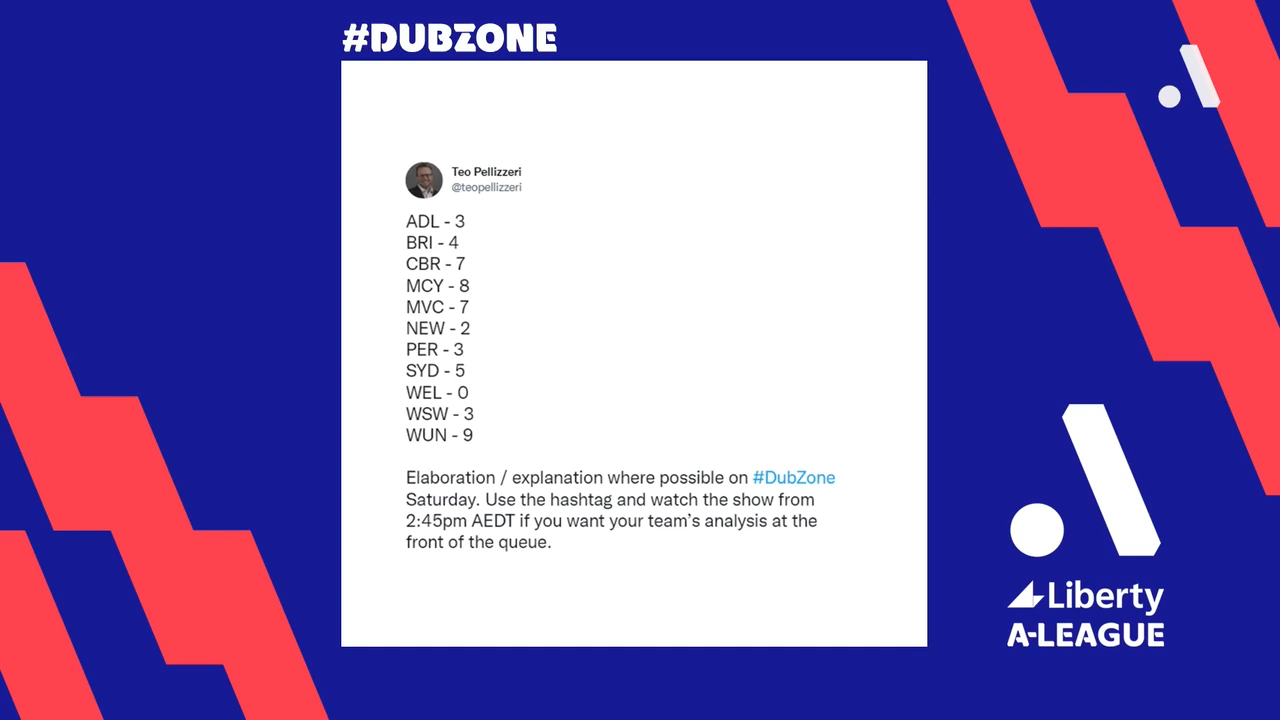 #DUBZONE
Teo Pellizzeri
@teopellizzeri
ADL - 3
BRI - 4
CBR - 7
MCY - 8
MVC - 7
NEW - 2
PER - 3
SYD - 5
WEL - 0
WSW - 3
WUN - 9
Elaboration / explanation where possible on #DubZone
Saturday. Use the hashtag and watch the show from
2:45pm AEDT if you want your team’s analysis at the
front of the queue.
Liberty
A-LEAGUE